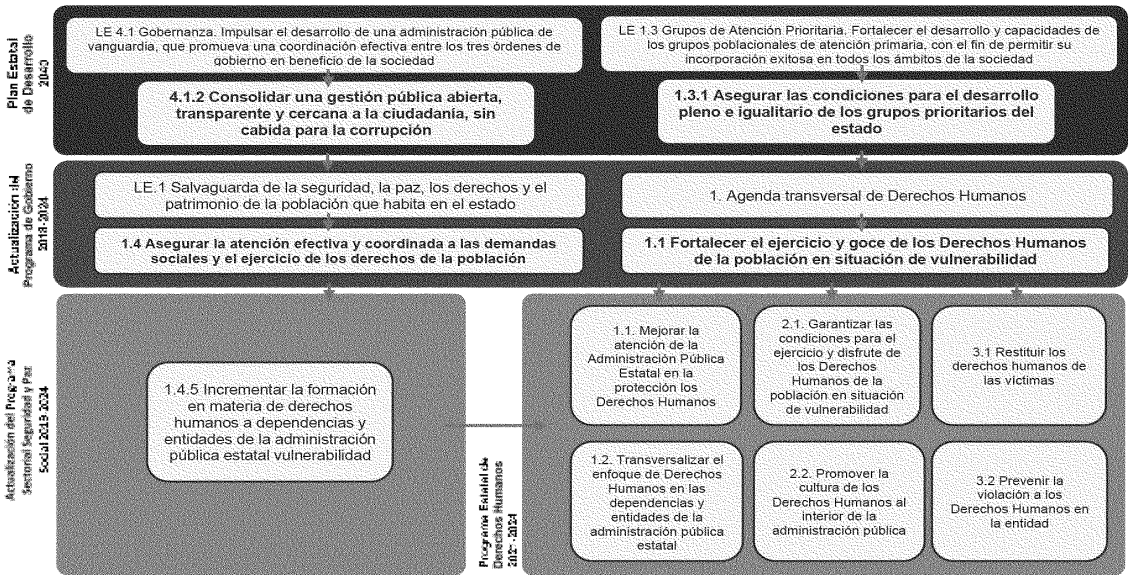 Plan Estatal
de Desarrollo
2040
LE 4.1 Gobernanza. Impulsar el desarrollo de una administración pública de
vanguardia, que promueva una coordinación efectiva entre los tres órdenes de
gobierno en beneficio de la sociedad
4.1.2 Consolidar una gestión pública abierta,
transparente y cercana a la ciudadanía, sin
cabida para la corrupción
LE 1.3 Grupos de Atención Prioritaria. Fortalecer el desarrollo y capacidades de
los grupos poblacionales de atención primaria, con el fin de permitir su
incorporación exitosa en todos los ámbitos de la sociedad
1.3.1 Asegurar las condiciones para el desarrollo
pleno e igualitario de los grupos prioritarios del
estado
Actualización del
Programa de Gobierno
2018-2024
LE.1 Salvaguarda de la seguridad, la paz, los derechos y el
patrimonio de la población que habita en el estado
1.4 Asegurar la atención efectiva y coordinada a las demandas
sociales y el ejercicio de los derechos de la población
1. Agenda transversal de Derechos Humanos
1.1 Fortalecer el ejercicio y goce de los Derechos Humanos
de la población en situación de vulnerabilidad
Actualización del Programa
Sectorial Seguridad y Paz
Social 2019-2024
1.4.5 Incrementar la formación
en materia de derechos
humanos a dependencias y
entidades de la administración
pública estatal vulnerabilidad
Programa Estatal de
Derechos Humanos
1.1. Mejorar la
atención de la
Administración Pública
Estatal en la
protección los
Derechos Humanos
2.1. Garantizar las
condiciones para el
ejercicio y disfrute de
los Derechos
Humanos de la
población en situación
de vulnerabilidad
3.1 Restituir los
derechos humanos de
las víctimas
1.2. Transversalizar el
enfoque de Derechos
Humanos en las
dependencias y
entidades de la
administración pública
estatal
2.2. Promover la
cultura de los
Derechos Humanos al
interior de la
administración pública
3.2 Prevenir la
violación a los
Derechos Humanos en
la entidad